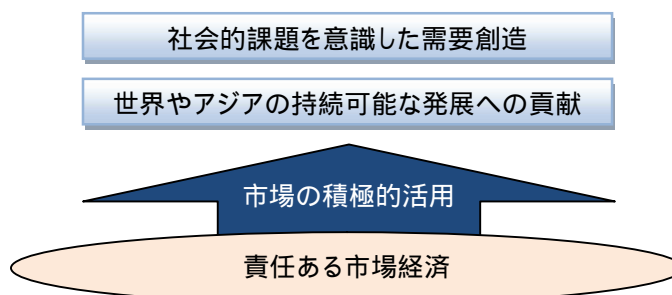 社会的課題を意識した需要創造
世界やアジアの持続可能な発展への貢献
市場の積極的活用
責任ある市場経済